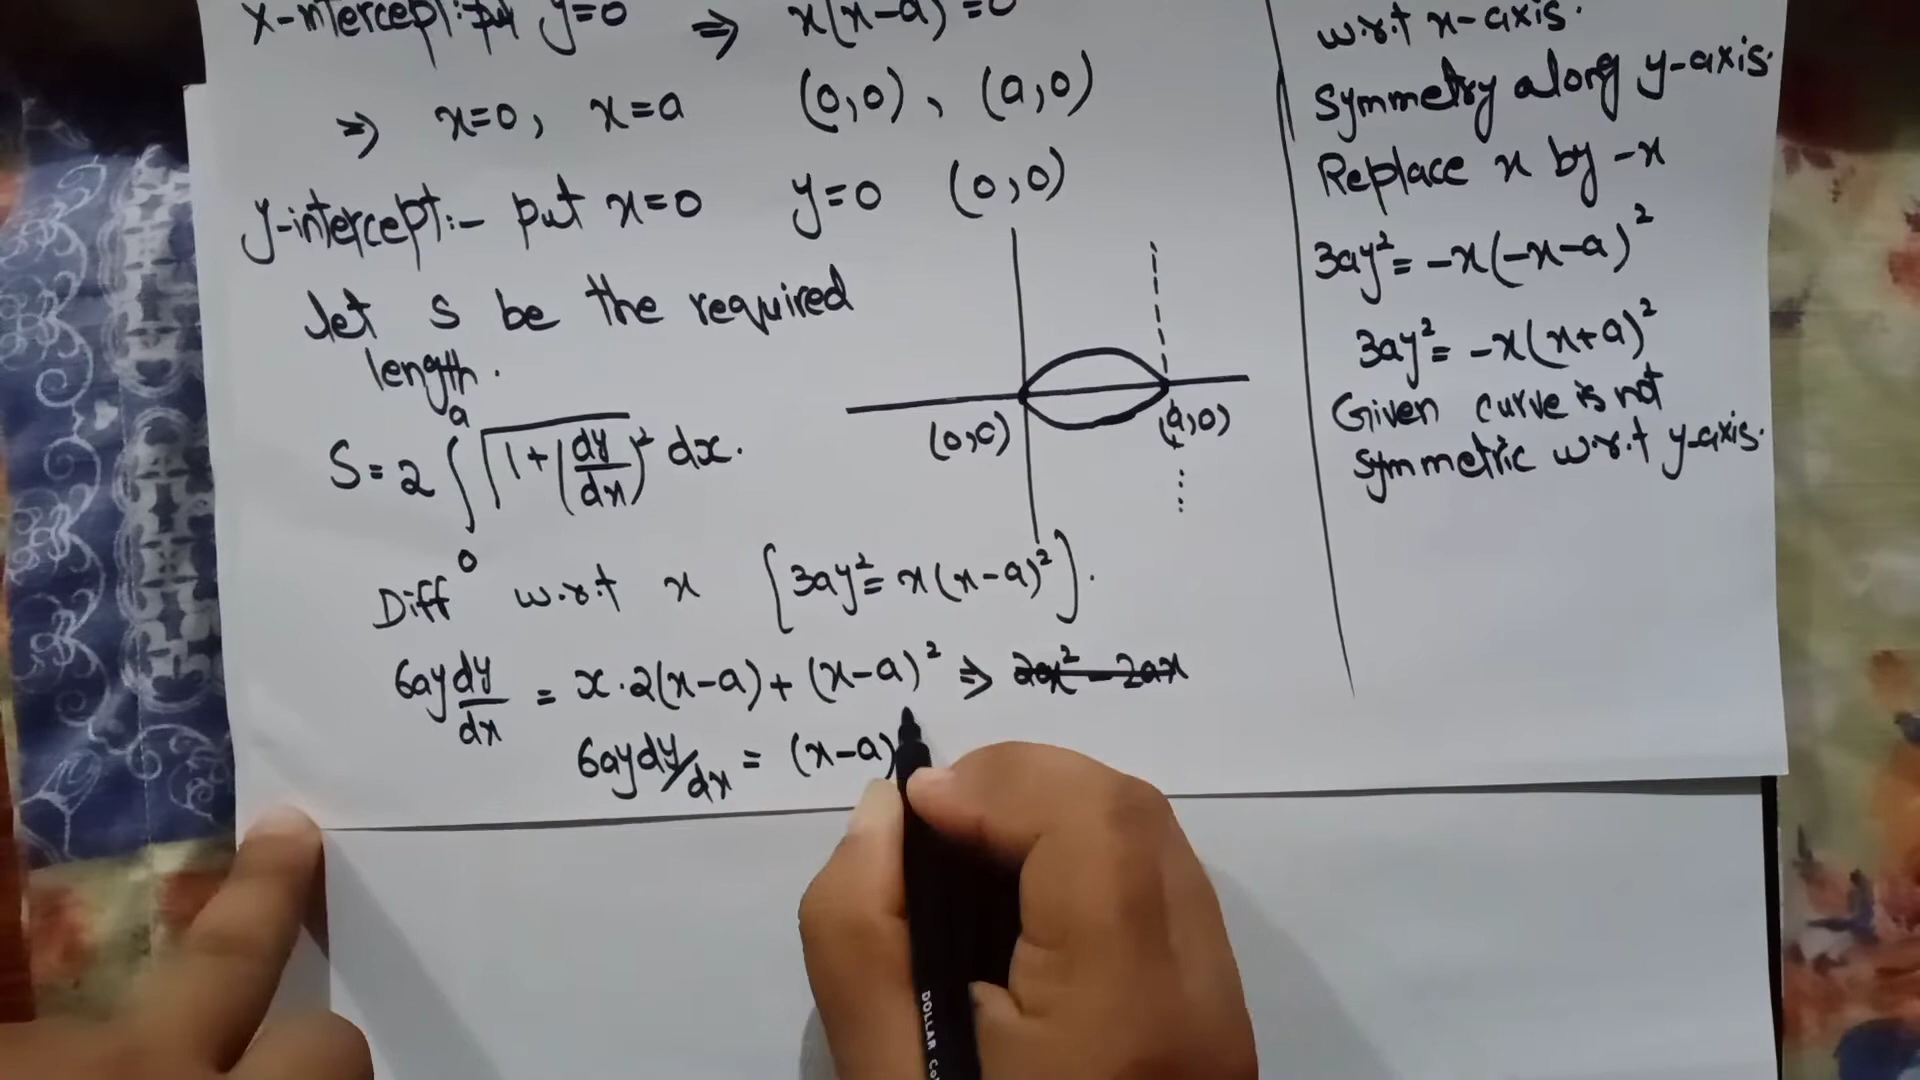 X-ntercept:- put y=0 ⇒ x(x-a)=0
⇒ x=0, x=a (0,0), (a,0)
y-intercept:- put x=0 y=0 (0,0)
Let S be the required
length.
S=2∫₀ᵃ√(1+(dy/dx)² dx.
(0,0) (a,0)
Diff w.r.t x [3ay²= x(x-a)²].
6ay dy/dx = x·2(x-a)+(x-a)² ⇒ 2ax² - 2ax
6ay dy/dx = (x-a)
w.r.t x-axis.
Symmetry along y-axis.
Replace x by -x
3ay²= -x(-x-a)²
3ay²= -x(x+a)²
Given curve is not
symmetric w.r.t y-axis.
DOLLAR Co